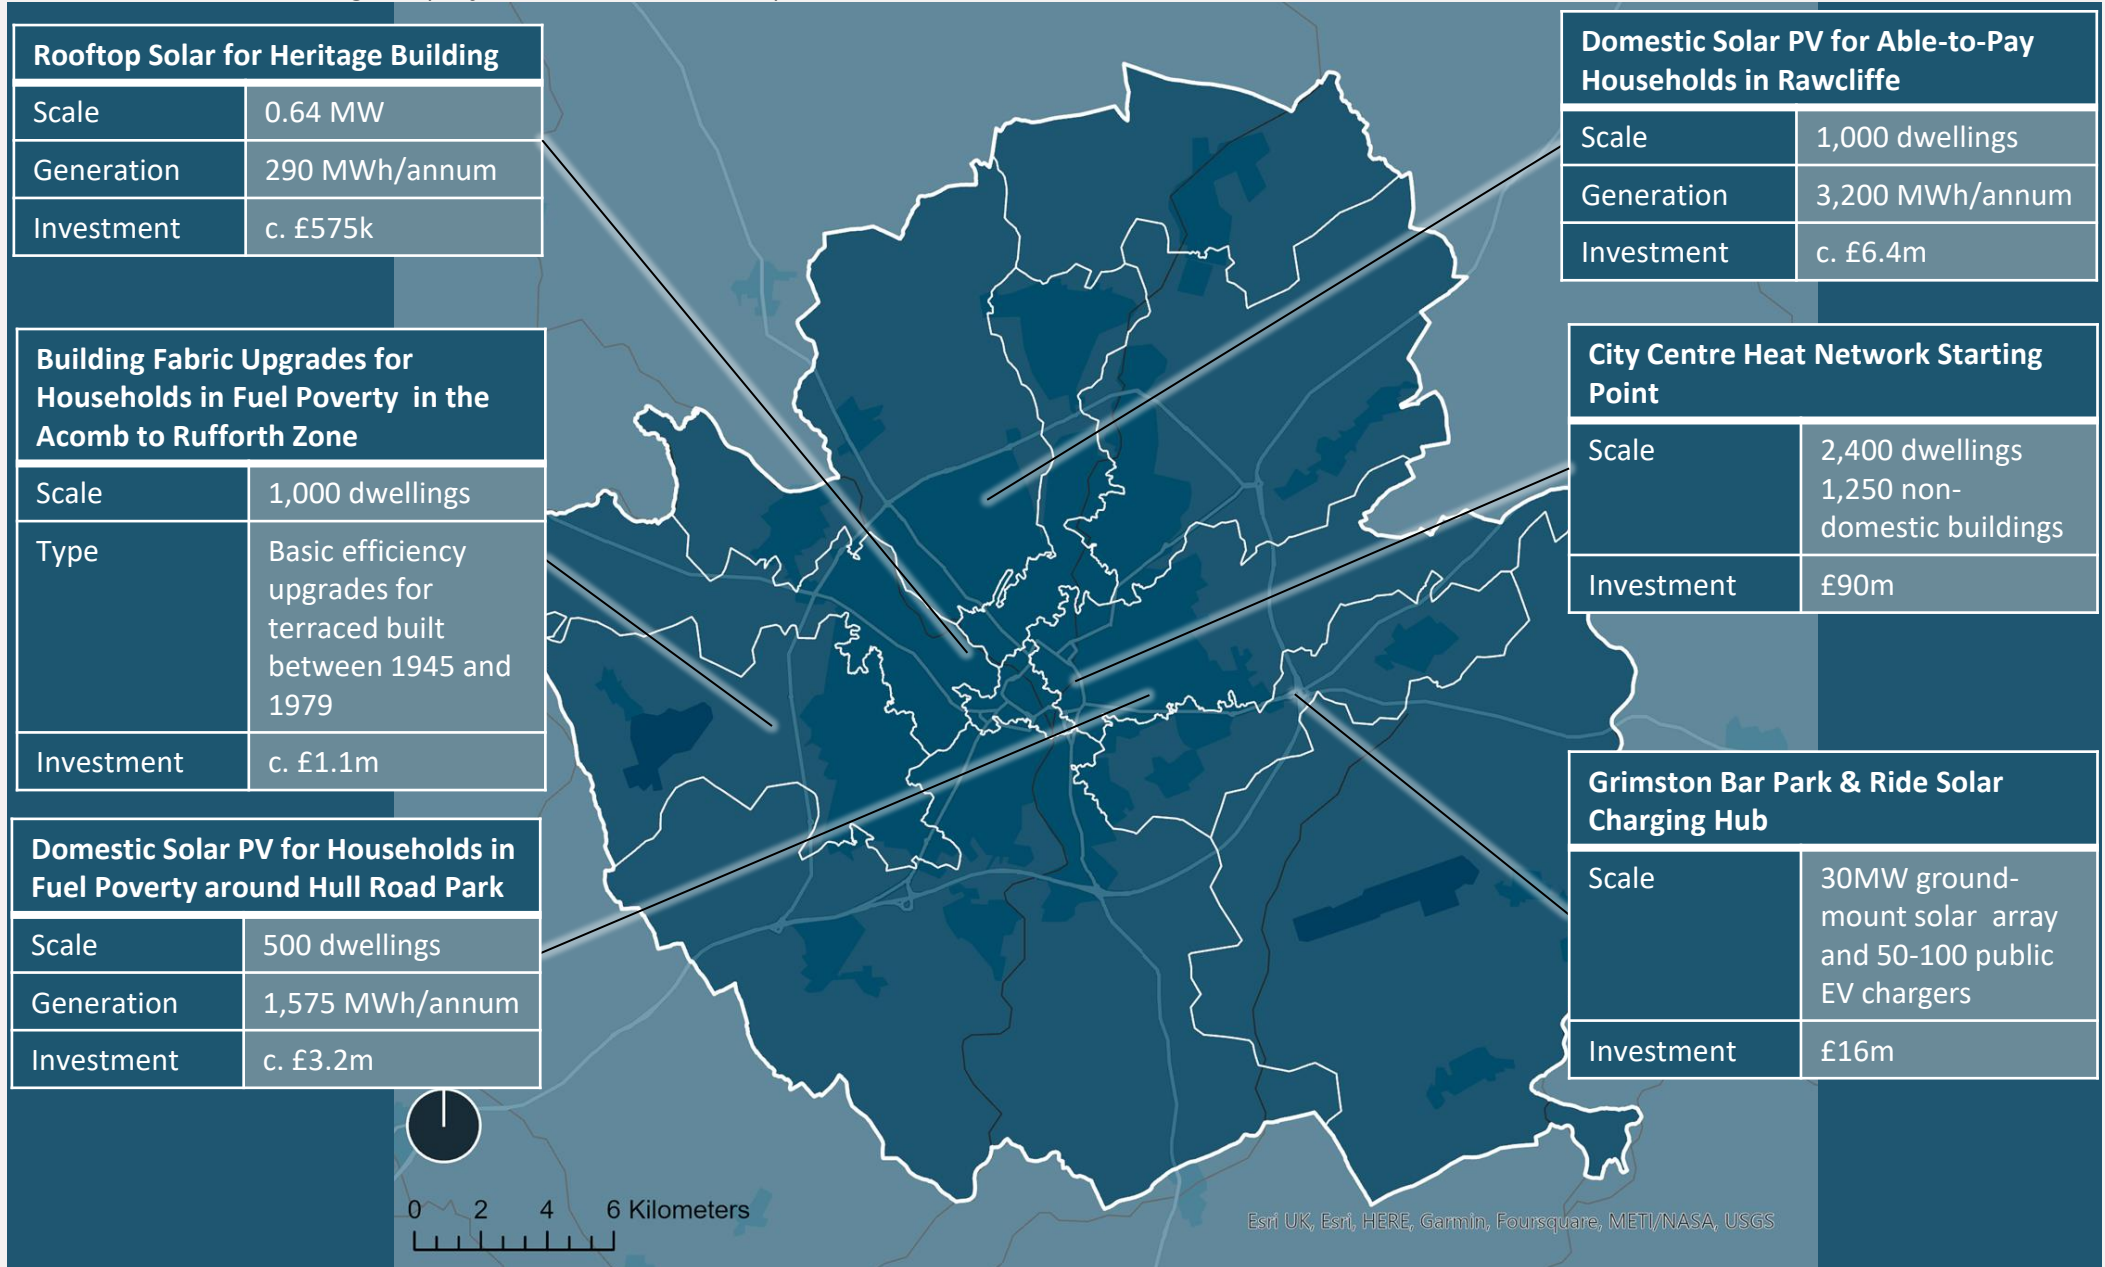 Rooftop Solar for Heritage Building
Scale 0.64 MW
Generation 290 MWh/annum
Investment c. £575k
Building Fabric Upgrades for
Households in Fuel Poverty in the
Acomb to Rufforth Zone
Scale 1,000 dwellings
Type Basic efficiency
upgrades for
terraced built
between 1945 and
1979
Investment c. £1.1m
Domestic Solar PV for Households in
Fuel Poverty around Hull Road Park
Scale 500 dwellings
Generation 1,575 MWh/annum
Investment c. £3.2m
Domestic Solar PV for Able-to-Pay
Households in Rawcliffe
Scale 1,000 dwellings
Generation 3,200 MWh/annum
Investment c. £6.4m
City Centre Heat Network Starting
Point
Scale 2,400 dwellings
1,250 non-
domestic buildings
Investment £90m
Grimston Bar Park & Ride Solar
Charging Hub
Scale 30MW ground-
mount solar array
and 50-100 public
EV chargers
Investment £16m
0 2 4 6 Kilometers
Esri UK, Esri, HERE, Garmin, Foursquare, METI/NASA, USGS